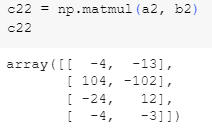 c22 = np.matmul(a2, b2)
c22
array([[  -4,  -13],
       [ 104, -102],
       [ -24,   12],
       [  -4,   -3]])